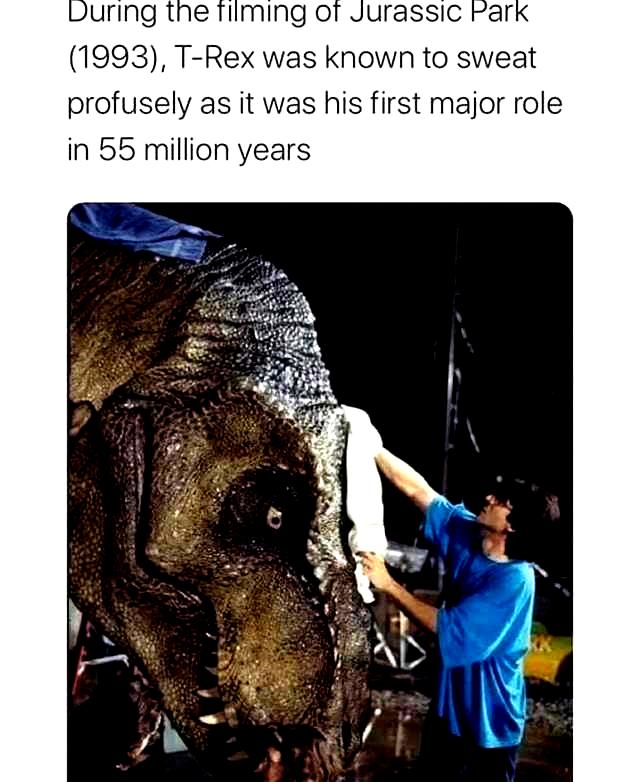 During the filming of Jurassic Park
(1993), T-Rex was known to sweat
profusely as it was his first major role
in 55 million years